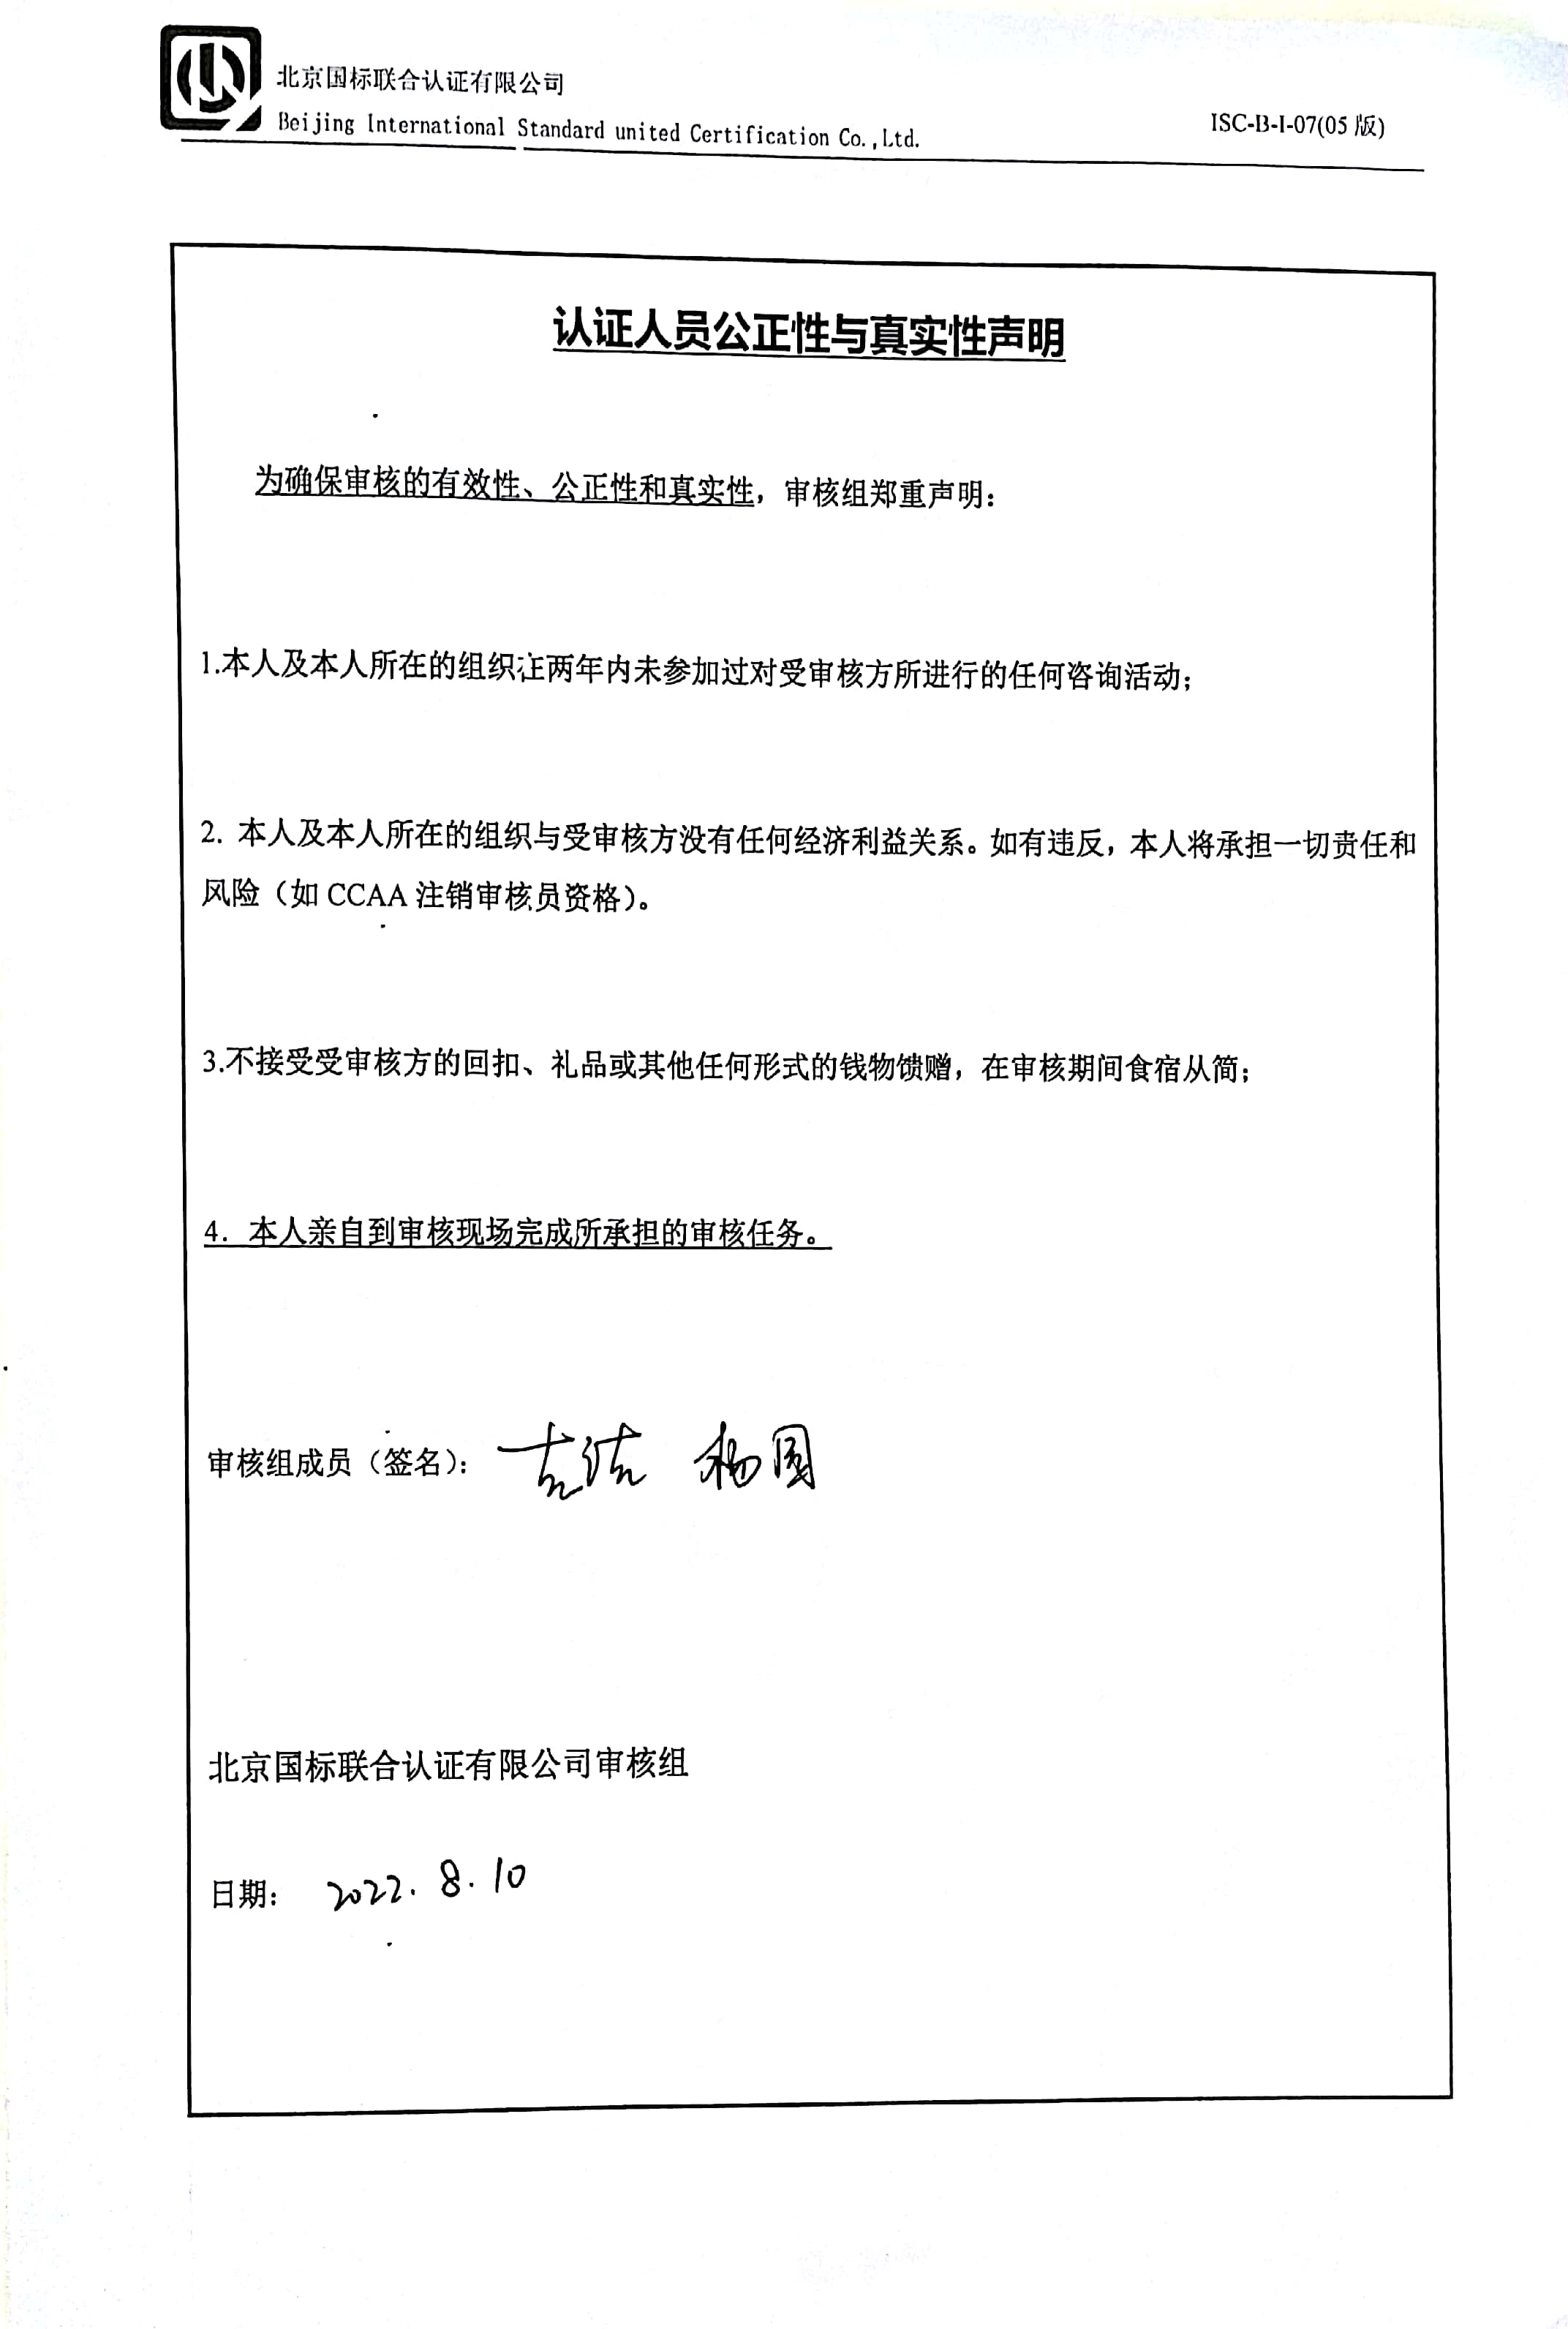 北京国标联合认证有限公司
Beijing International Standard united Certification Co.,Ltd.
ISC-B-I-07(05版)
认证人员公正性与真实性声明
为确保审核的有效性、公正性和真实性，审核组郑重声明：
1.本人及本人所在的组织在两年内未参加过对受审核方所进行的任何咨询活动；
2. 本人及本人所在的组织与受审核方没有任何经济利益关系。如有违反，本人将承担一切责任和
风险（如 CCAA 注销审核员资格）。
3.不接受受审核方的回扣、礼品或其他任何形式的钱物馈赠，在审核期间食宿从简；
4. 本人亲自到审核现场完成所承担的审核任务。
审核组成员（签名）：
北京国标联合认证有限公司审核组
日期： 2022.8.10